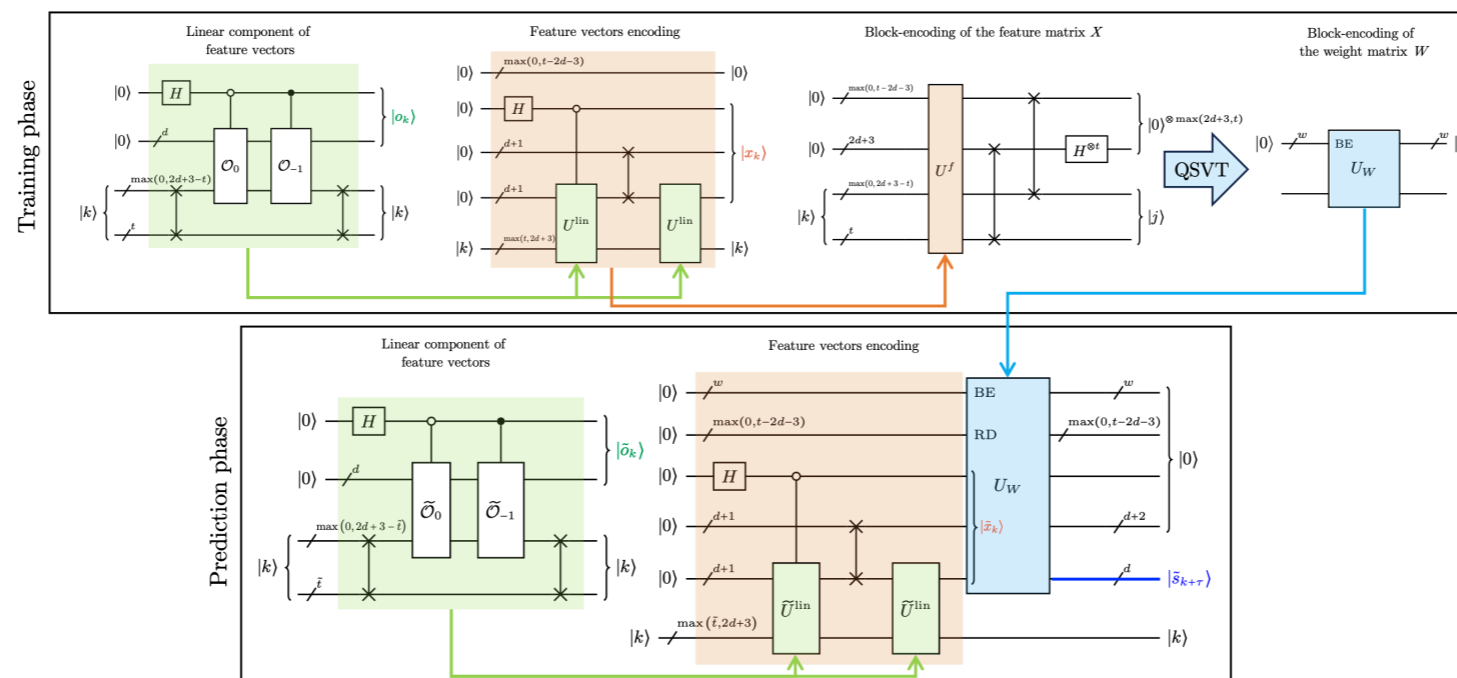 Training phase
Linear component of
feature vectors
|0⟩ H
|o_k⟩
|0⟩ d
𝒪_0 𝒪_{-1}
max(0,2d+3−t)
|k⟩ |k⟩
t
Feature vectors encoding
|0⟩ max(0,t−2d−3) |0⟩
|0⟩ H
|0⟩ d+1 |x_k⟩
|0⟩ d+1
U^lin U^lin
|k⟩ max(t,2d+3) |k⟩
Block-encoding of the feature matrix X
|0⟩ max(0,t−2d−3)
|0⟩^{⊗ max(2d+3,t)}
|0⟩ 2d+3 H^{⊗t}
U^f
max(0,2d+3−t)
|k⟩ |j⟩
t
QSVT
Block-encoding of
the weight matrix W
|0⟩ w BE w
U_W
Prediction phase
Linear component of
feature vectors
|0⟩ H
|õ_k⟩
|0⟩ d
𝒪̃_0 𝒪̃_{-1}
max(0,2d+3−t̃)
|k⟩ |k⟩
t̃
Feature vectors encoding
|0⟩ w BE w
|0⟩ max(0,t−2d−3) RD max(0,t−2d−3)
|0⟩
|0⟩ H U_W
|0⟩ d+1 |x̃_k⟩ d+2
|0⟩ d+1 d |s̃_{k+τ}⟩
Ũ^lin Ũ^lin
|k⟩ max(t̃,2d+3) |k⟩